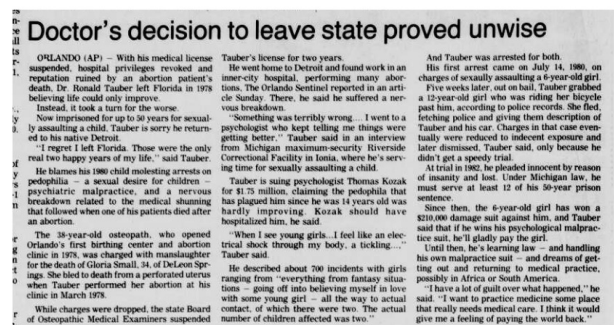 Doctor's decision to leave state proved unwise
ORLANDO (AP) — With his medical license
suspended, hospital privileges revoked and
reputation ruined by an abortion patient's
death, Dr. Ronald Tauber left Florida in 1978
believing life could only improve.
Instead, it took a turn for the worse.
Now imprisoned for up to 50 years for sexual-
ly assaulting a child, Tauber is sorry he return-
ed to his native Detroit.
"I regret I left Florida. Those were the only
real two happy years of my life," said Tauber.
He blames his 1980 child molesting arrests on
pedophilia — a sexual desire for children —
psychiatric malpractice, and a nervous
breakdown related to the medical shunning
that followed when one of his patients died after
an abortion.
The 38-year-old osteopath, who opened
Orlando's first birthing center and abortion
clinic in 1978, was charged with manslaughter
for the death of Gloria Small, 34, of DeLeon Spr-
ings. She bled to death from a perforated uterus
when Tauber performed her abortion at his
clinic in March 1978.
While charges were dropped, the state Board
of Osteopathic Medical Examiners suspended
Tauber's license for two years.
He went home to Detroit and found work in an
inner-city hospital, performing many abor-
tions, The Orlando Sentinel reported in an arti-
cle Sunday. There, he said he suffered a ner-
vous breakdown.
"Something was terribly wrong.... I went to a
psychologist who kept telling me things were
getting better," Tauber said in an interview
from Michigan maximum-security Riverside
Correctional Facility in Ionia, where he's serv-
ing time for sexually assaulting a child.
Tauber is suing psychologist Thomas Kozak
for $1.75 million, claiming the pedophilia that
has plagued him since he was 14 years old was
hardly improving. Kozak should have
hospitalized him, he said.
"When I see young girls...I feel like an elec-
trical shock through my body, a tickling...,"
Tauber said.
He described about 700 incidents with girls
ranging from "everything from fantasy situa-
tions — going off into believing myself in love
with some young girl — all the way to actual
contact, of which there were two. The actual
number of children affected was two."
And Tauber was arrested for both.
His first arrest came on July 14, 1980, on
charges of sexually assaulting a 6-year-old girl.
Five weeks later, out on bail, Tauber grabbed
a 12-year-old girl who was riding her bicycle
past him, according to police records. She fled,
fetching police and giving them description of
Tauber and his car. Charges in that case even-
tually were reduced to indecent exposure and
later dismissed, Tauber said, only because he
didn't get a speedy trial.
At trial in 1982, he pleaded innocent by reason
of insanity and lost. Under Michigan law, he
must serve at least 12 of his 50-year prison
sentence.
Since then, the 6-year-old girl has won a
$210,000 damage suit against him, and Tauber
said that if he wins his psychological malprac-
tice suit, he'll gladly pay the girl.
Until then, he's learning law — and handling
his own malpractice suit — and dreams of get-
ting out and returning to medical practice,
possibly in Africa or South America.
"I have a lot of guilt over what happened," he
said. "I want to practice medicine some place
that really needs medical care. I think it would
give me a feeling of paying the world back."